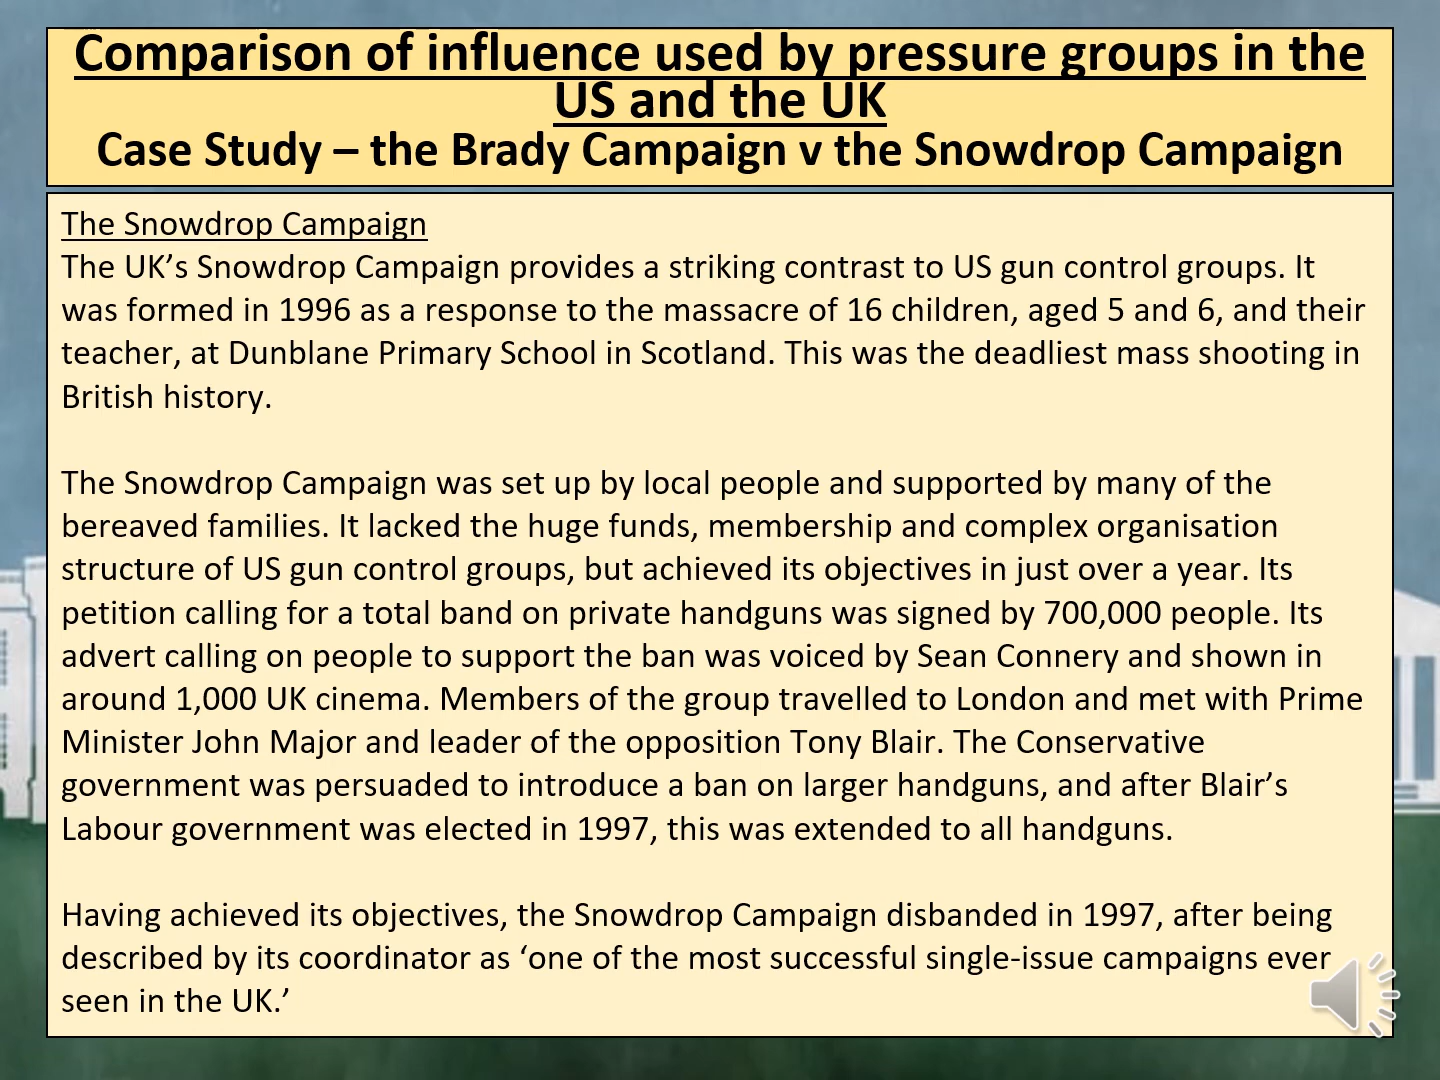 Comparison of influence used by pressure groups in the
US and the UK
Case Study – the Brady Campaign v the Snowdrop Campaign
The Snowdrop Campaign
The UK’s Snowdrop Campaign provides a striking contrast to US gun control groups. It
was formed in 1996 as a response to the massacre of 16 children, aged 5 and 6, and their
teacher, at Dunblane Primary School in Scotland. This was the deadliest mass shooting in
British history.
The Snowdrop Campaign was set up by local people and supported by many of the
bereaved families. It lacked the huge funds, membership and complex organisation
structure of US gun control groups, but achieved its objectives in just over a year. Its
petition calling for a total band on private handguns was signed by 700,000 people. Its
advert calling on people to support the ban was voiced by Sean Connery and shown in
around 1,000 UK cinema. Members of the group travelled to London and met with Prime
Minister John Major and leader of the opposition Tony Blair. The Conservative
government was persuaded to introduce a ban on larger handguns, and after Blair’s
Labour government was elected in 1997, this was extended to all handguns.
Having achieved its objectives, the Snowdrop Campaign disbanded in 1997, after being
described by its coordinator as ‘one of the most successful single-issue campaigns ever
seen in the UK.’